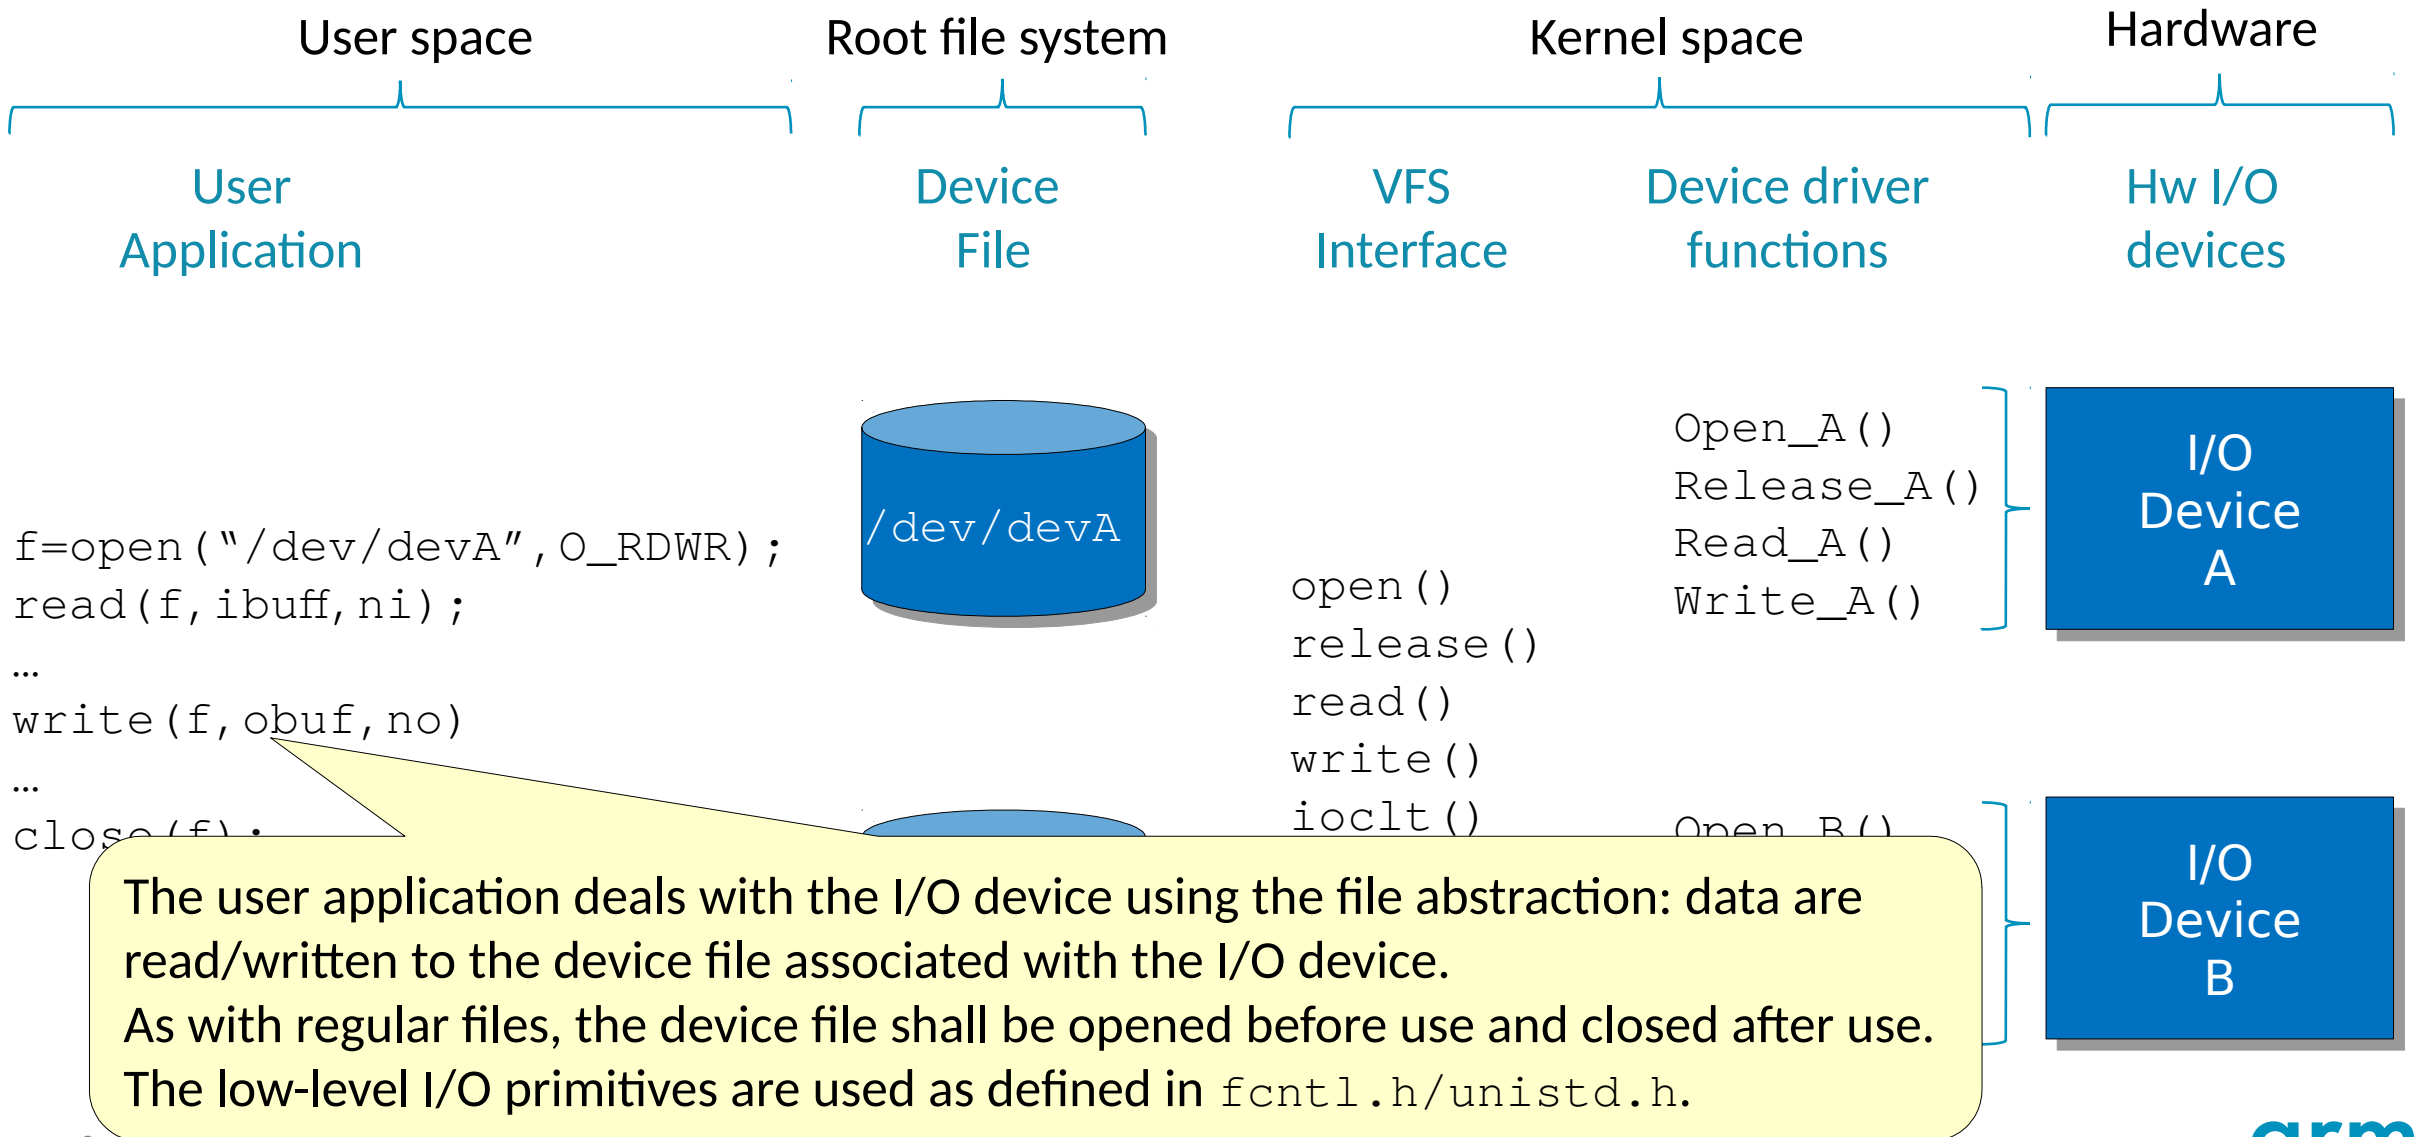 User space
Root file system
Kernel space
Hardware
User
Application
Device
File
VFS
Interface
Device driver
functions
Hw I/O
devices
f=open(“/dev/devA”,O_RDWR);
read(f,ibuff,ni);
…
write(f,obuf,no)
…
close(f);
/dev/devA
open()
release()
read()
write()
ioclt()
Open_A()
Release_A()
Read_A()
Write_A()
I/O
Device
A
Open_B()
I/O
Device
B
The user application deals with the I/O device using the file abstraction: data are
read/written to the device file associated with the I/O device.
As with regular files, the device file shall be opened before use and closed after use.
The low-level I/O primitives are used as defined in fcntl.h/unistd.h.
arm